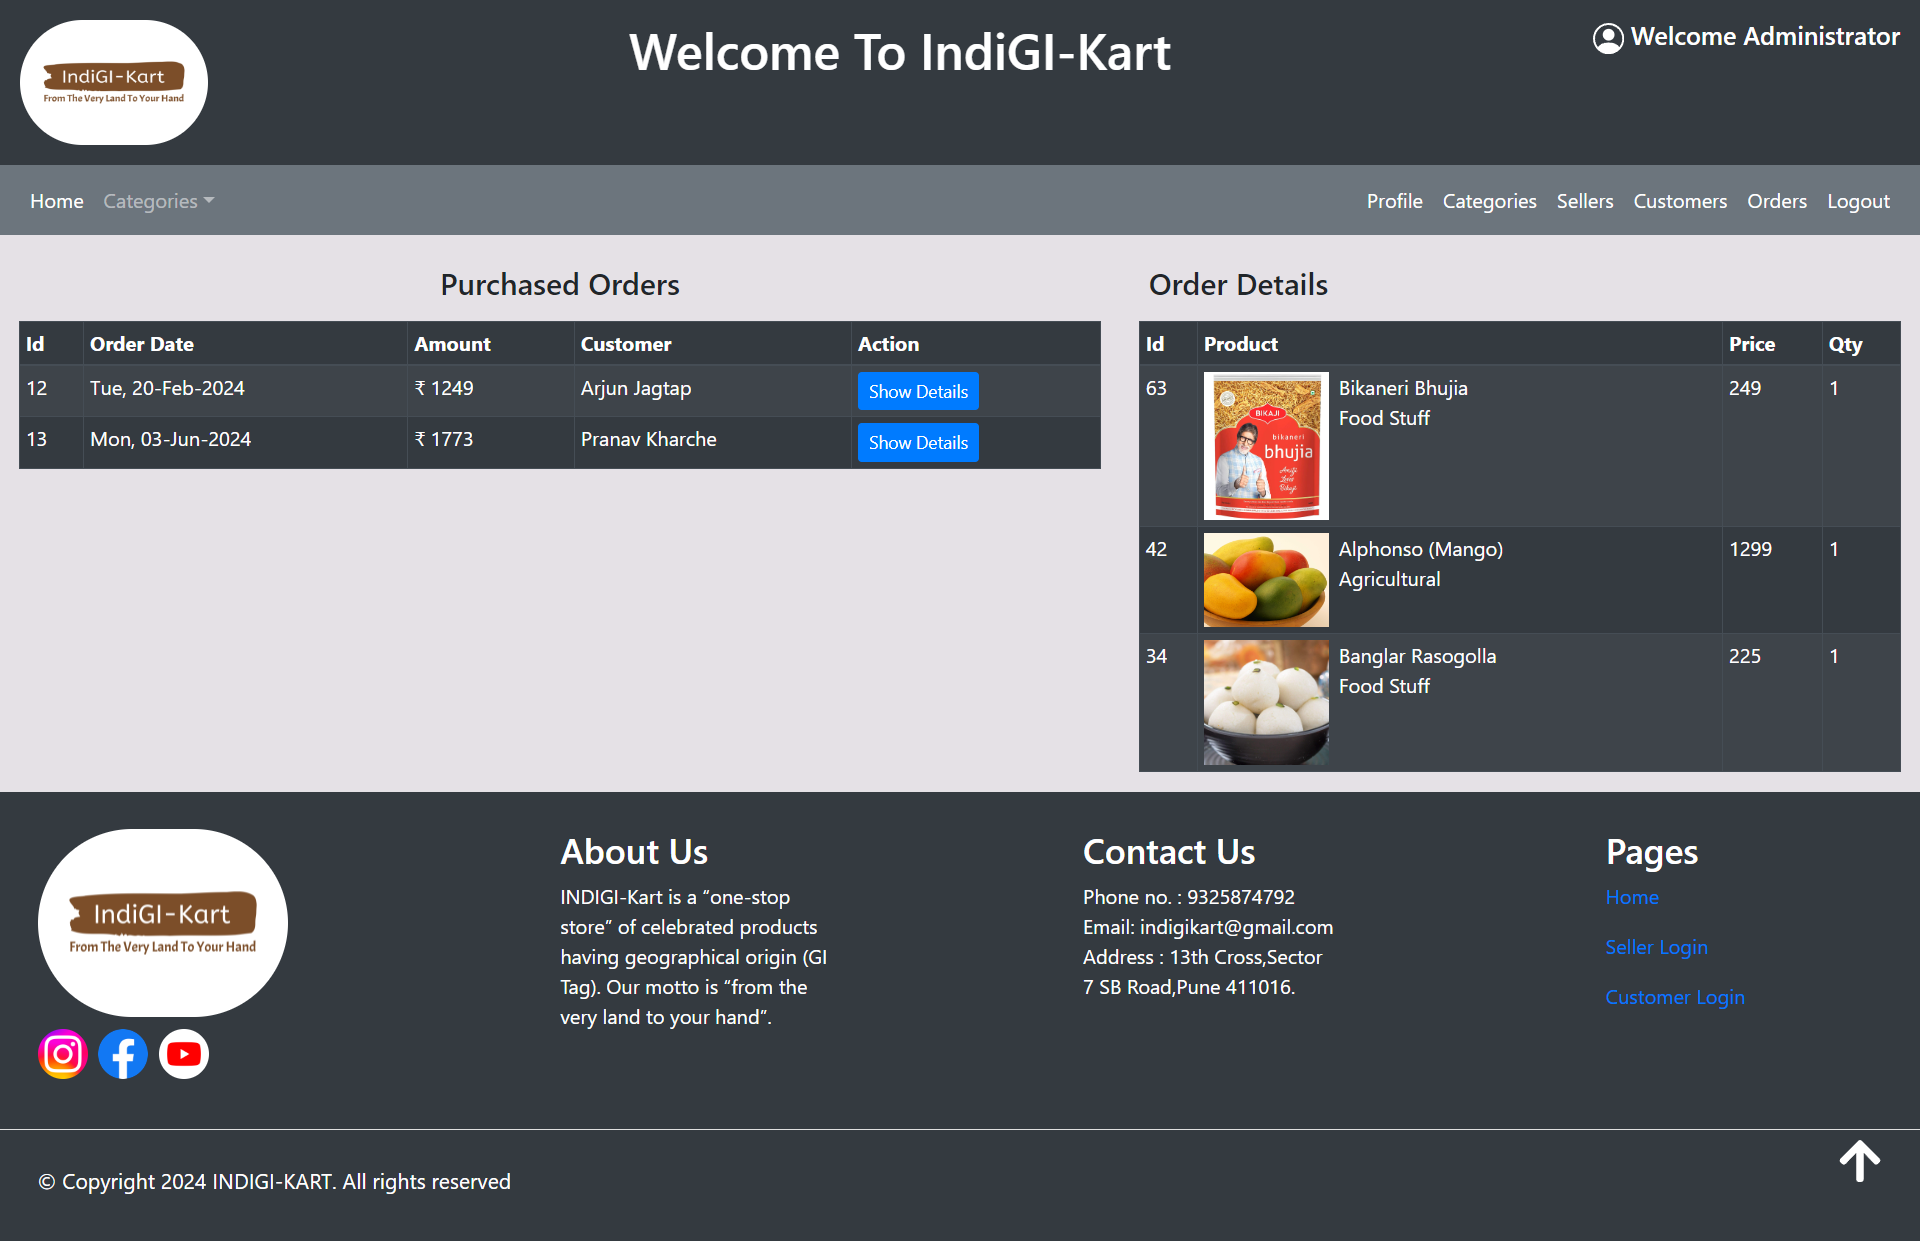 IndiGI-Kart
From The Very Land To Your Hand
Welcome To IndiGI-Kart
Welcome Administrator
Home Categories
Profile Categories Sellers Customers Orders Logout
Purchased Orders
Id Order Date Amount Customer Action
12 Tue, 20-Feb-2024 ₹ 1249 Arjun Jagtap Show Details
13 Mon, 03-Jun-2024 ₹ 1773 Pranav Kharche Show Details
Order Details
Id Product Price Qty
63 Bikaneri Bhujia 249 1
Food Stuff
BIKAJI
bikaneri
bhujia
42 Alphonso (Mango) 1299 1
Agricultural
34 Banglar Rasogolla 225 1
Food Stuff
IndiGI-Kart
From The Very Land To Your Hand
About Us
INDIGI-Kart is a “one-stop
store” of celebrated products
having geographical origin (GI
Tag). Our motto is “from the
very land to your hand”.
Contact Us
Phone no. : 9325874792
Email: indigikart@gmail.com
Address : 13th Cross,Sector
7 SB Road,Pune 411016.
Pages
Home
Seller Login
Customer Login
© Copyright 2024 INDIGI-KART. All rights reserved